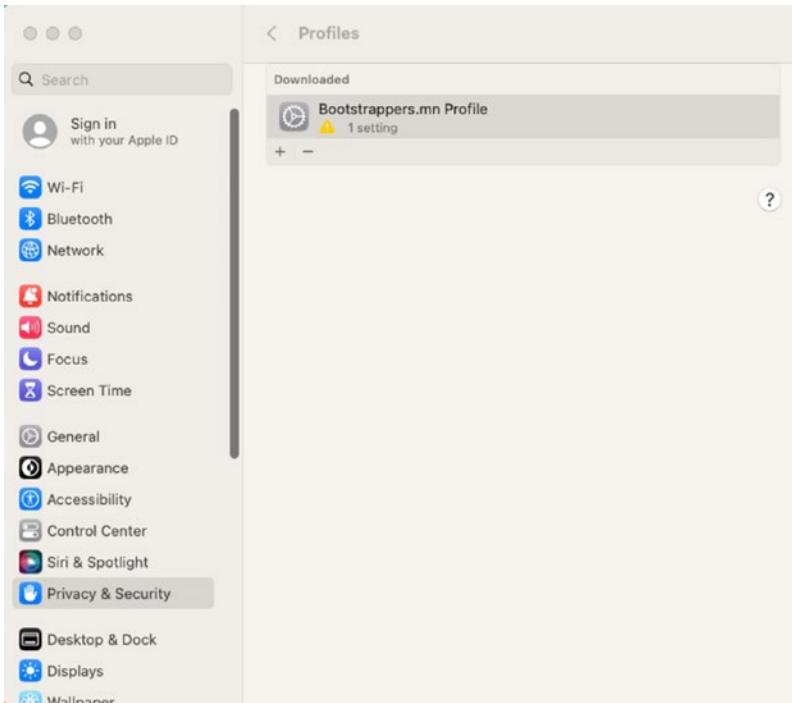 Profiles
Search
Sign in
with your Apple ID
Wi-Fi
Bluetooth
Network
Notifications
Sound
Focus
Screen Time
General
Appearance
Accessibility
Control Center
Siri & Spotlight
Privacy & Security
Desktop & Dock
Displays
Wallpaper
Downloaded
Bootstrappers.mn Profile
1 setting
+ −
?